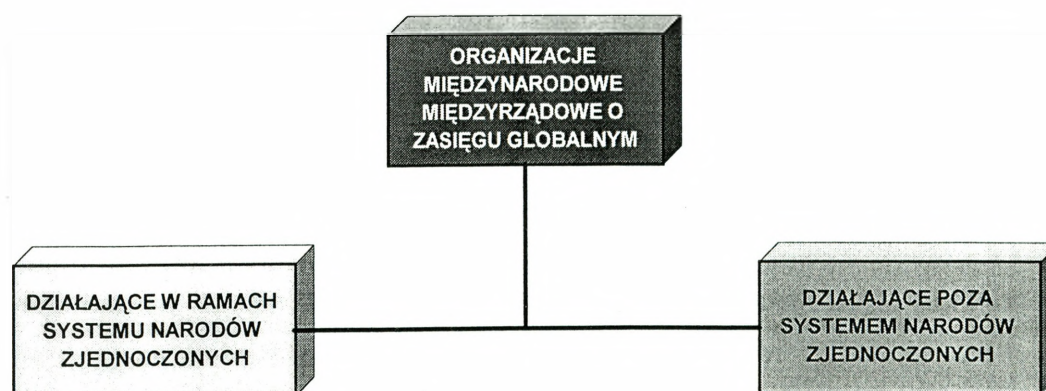 ORGANIZACJE
MIĘDZYNARODOWE
MIĘDZYRZĄDOWE O
ZASIĘGU GLOBALNYM
DZIAŁAJĄCE W RAMACH
SYSTEMU NARODÓW
ZJEDNOCZONYCH
DZIAŁAJĄCE POZA
SYSTEMEM NARODÓW
ZJEDNOCZONYCH